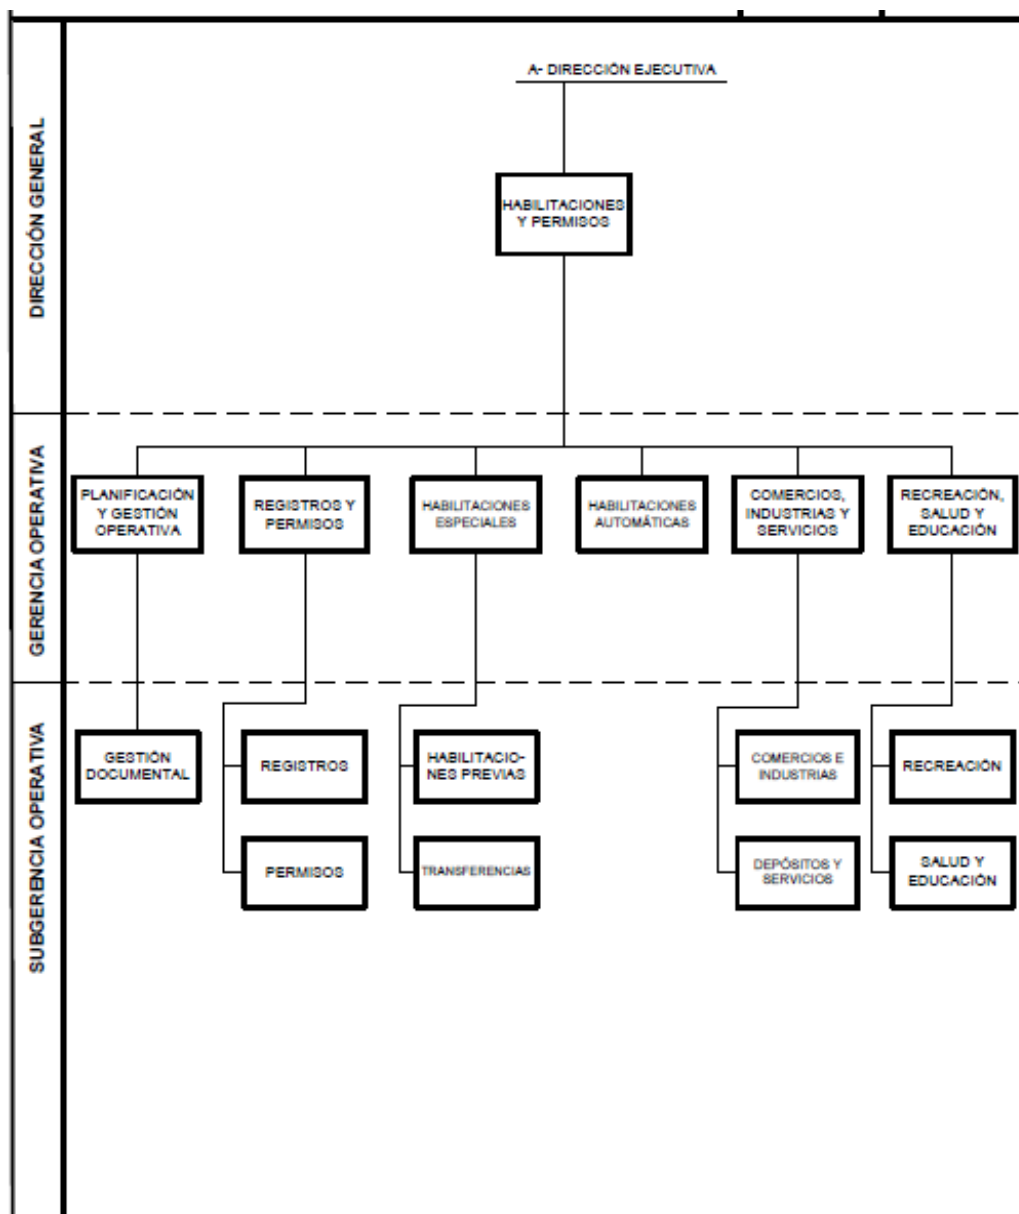 A- DIRECCIÓN EJECUTIVA
DIRECCIÓN GENERAL
HABILITACIONES
Y PERMISOS
GERENCIA OPERATIVA
PLANIFICACIÓN
Y GESTIÓN
OPERATIVA
REGISTROS Y
PERMISOS
HABILITACIONES
ESPECIALES
HABILITACIONES
AUTOMÁTICAS
COMERCIOS,
INDUSTRIAS Y
SERVICIOS
RECREACIÓN,
SALUD Y
EDUCACIÓN
SUBGERENCIA OPERATIVA
GESTIÓN
DOCUMENTAL
REGISTROS
HABILITACIO-
NES PREVIAS
COMERCIOS E
INDUSTRIAS
RECREACIÓN
PERMISOS
TRANSFERENCIAS
DEPÓSITOS Y
SERVICIOS
SALUD Y
EDUCACIÓN